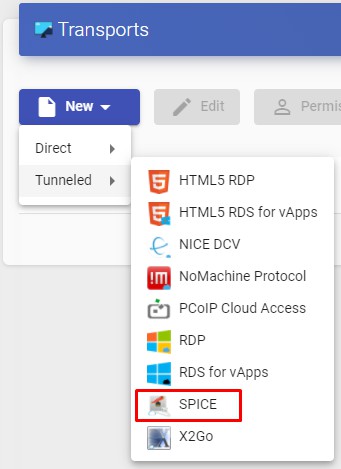 Transports
New
Edit
Permis
Direct
Tunneled
HTML5 RDP
HTML5 RDS for vApps
NICE DCV
NoMachine Protocol
PCoIP Cloud Access
RDP
RDS for vApps
SPICE
X2Go